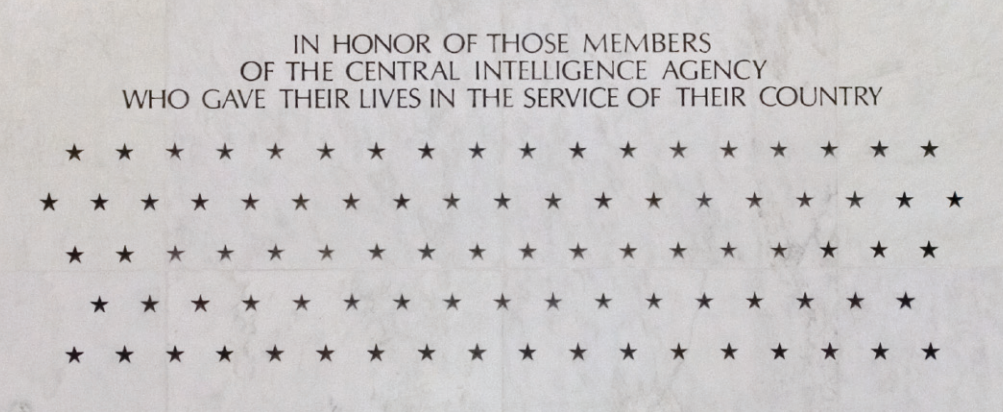 IN HONOR OF THOSE MEMBERS
OF THE CENTRAL INTELLIGENCE AGENCY
WHO GAVE THEIR LIVES IN THE SERVICE OF THEIR COUNTRY